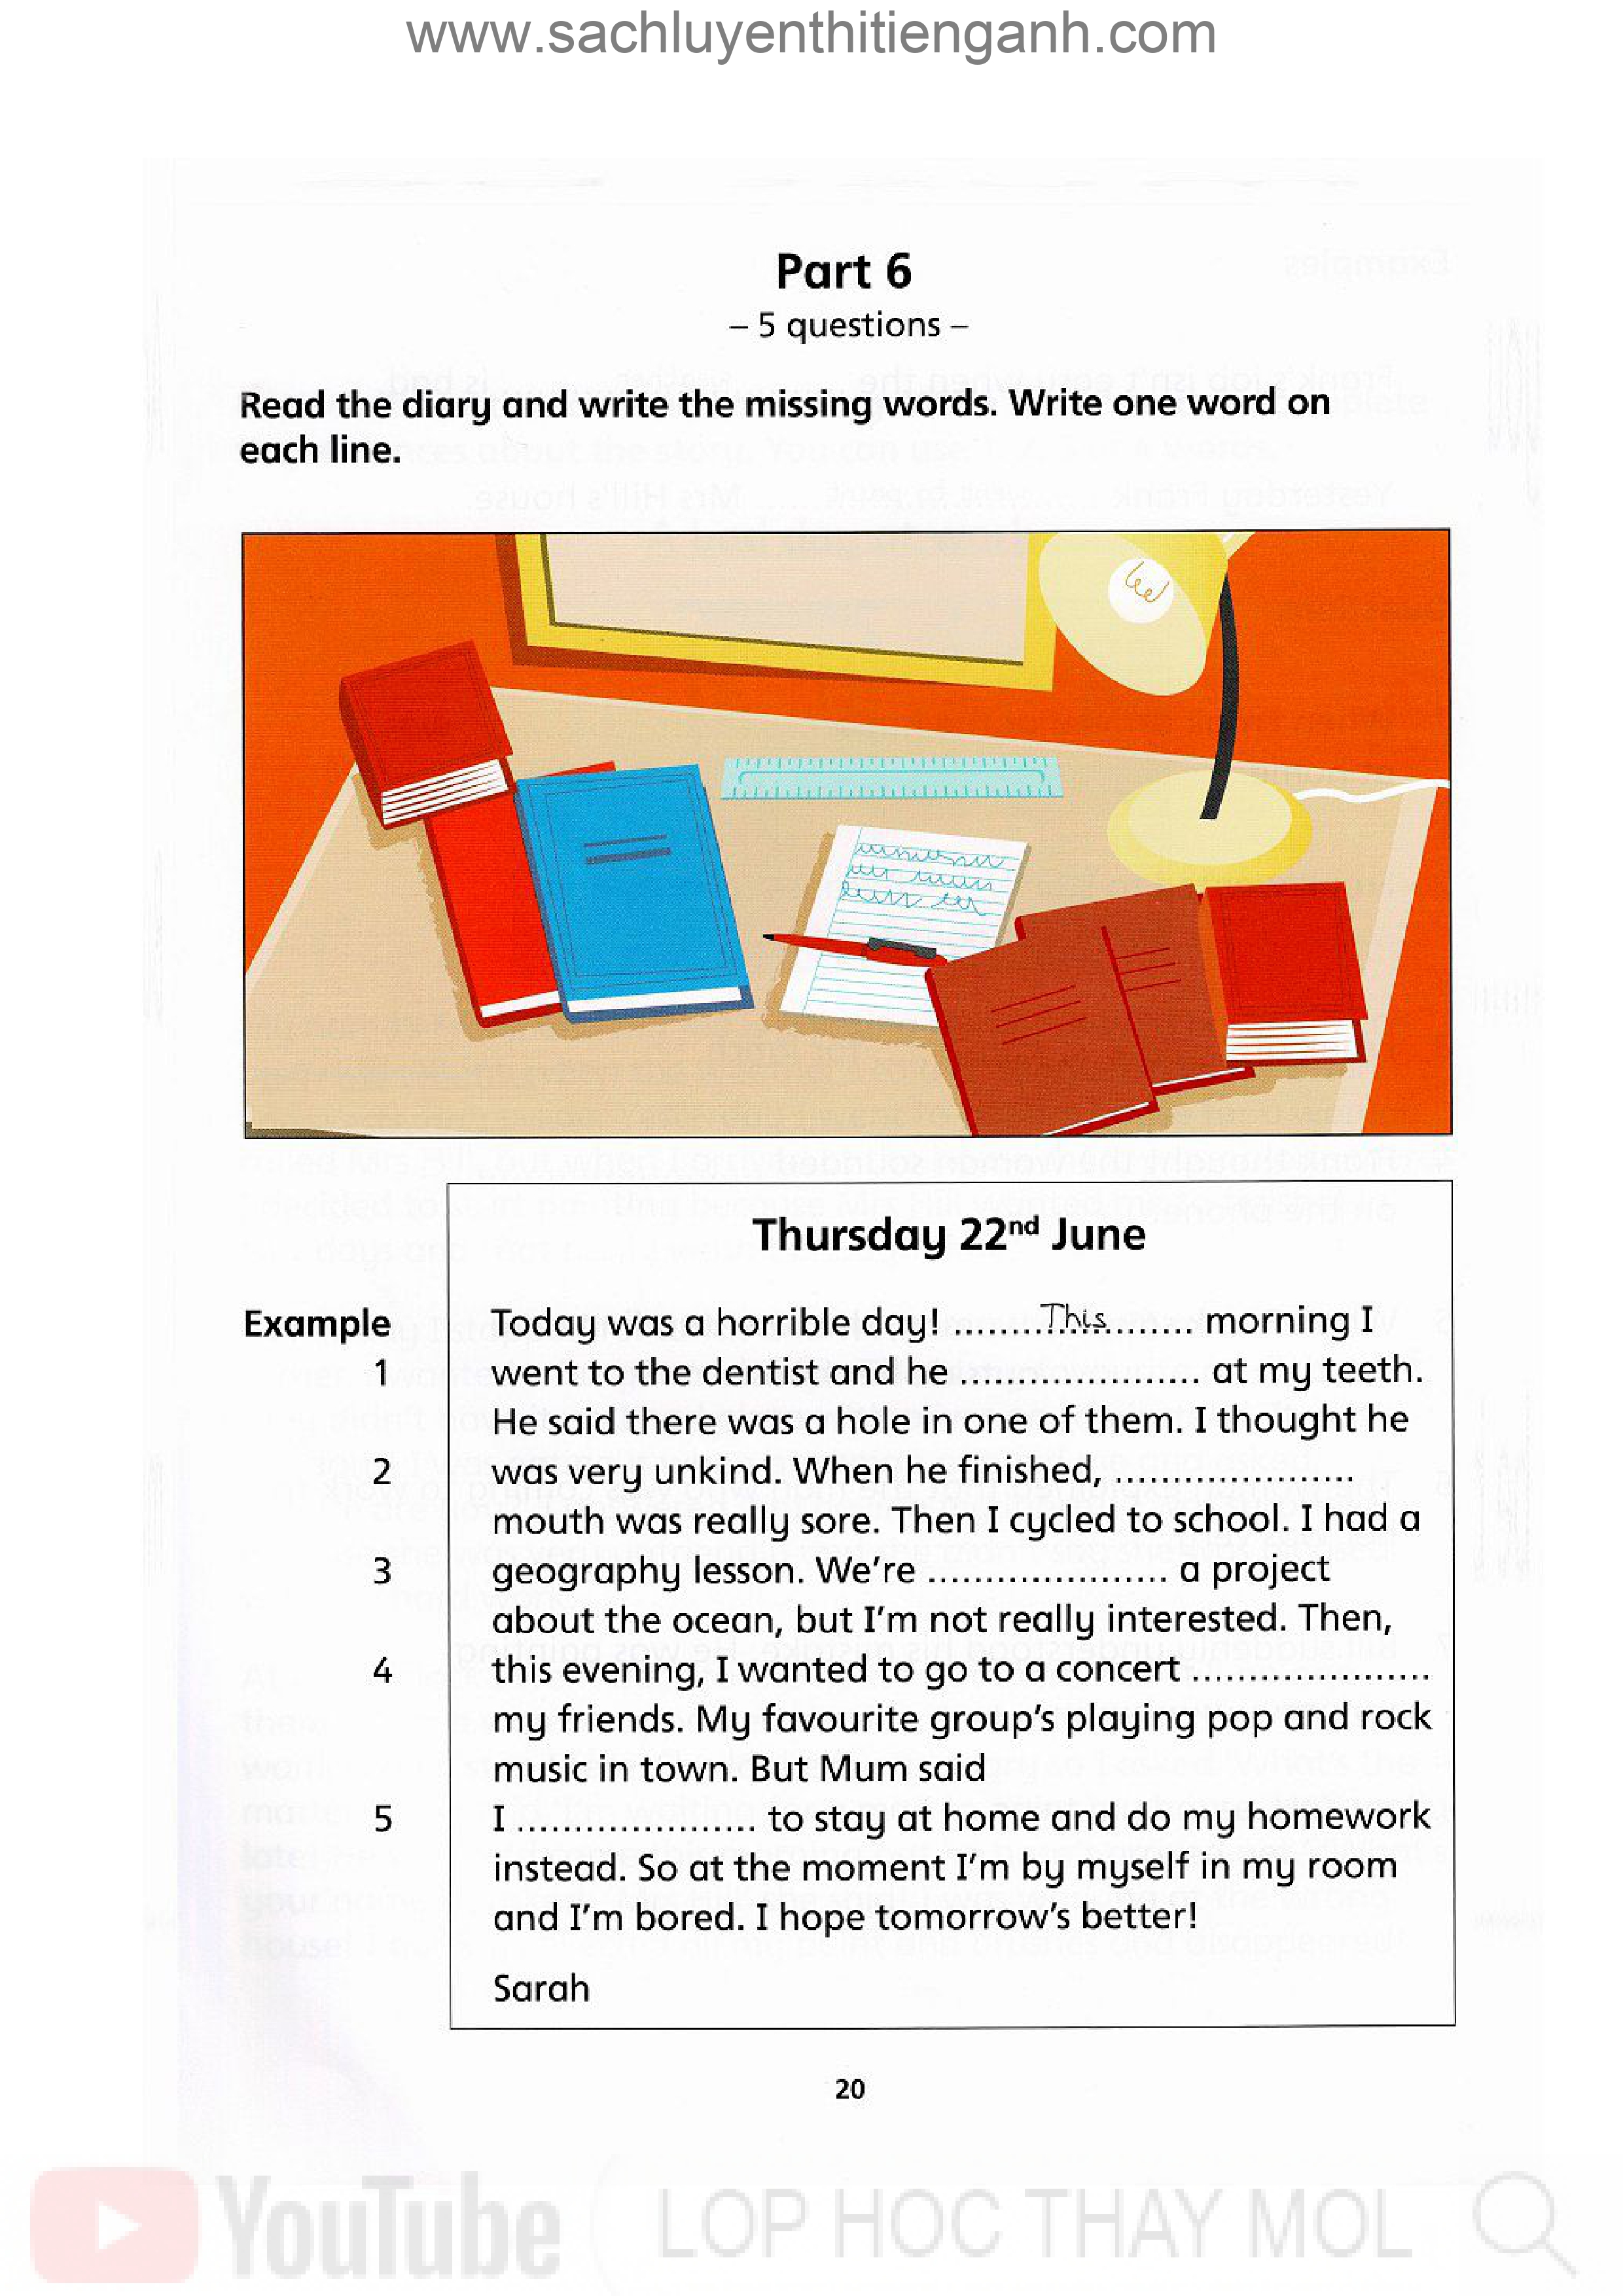 www.sachluyenthitienganh.com
Part 6
– 5 questions –
Read the diary and write the missing words. Write one word on
each line.
Thursday 22nd June
Example Today was a horrible day! ........This........ morning I
1 went to the dentist and he ..................... at my teeth.
He said there was a hole in one of them. I thought he
2 was very unkind. When he finished, .....................
mouth was really sore. Then I cycled to school. I had a
3 geography lesson. We're ..................... a project
about the ocean, but I'm not really interested. Then,
4 this evening, I wanted to go to a concert .....................
my friends. My favourite group's playing pop and rock
music in town. But Mum said
5 I ..................... to stay at home and do my homework
instead. So at the moment I'm by myself in my room
and I'm bored. I hope tomorrow's better!
Sarah
20
YouTube LOP HOC THAY MOL